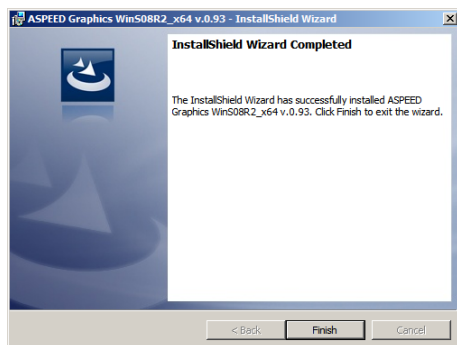 ASPEED Graphics WinS08R2_x64 v.0.93 - InstallShield Wizard
InstallShield Wizard Completed
The InstallShield Wizard has successfully installed ASPEED
Graphics WinS08R2_x64 v.0.93. Click Finish to exit the wizard.
< Back
Finish
Cancel